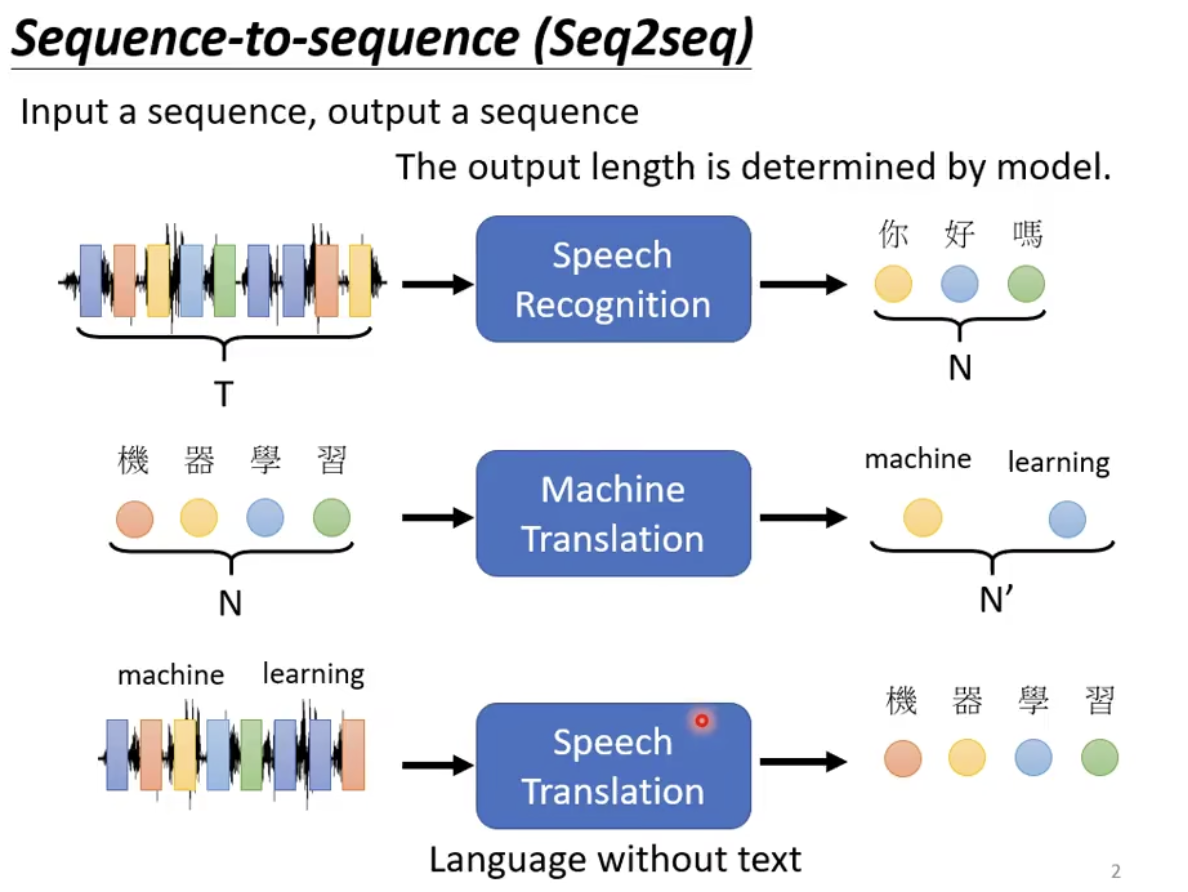 Sequence-to-sequence (Seq2seq)
Input a sequence, output a sequence
The output length is determined by model.
Speech
Recognition
你 好 嗎
T
N
機 器 學 習
Machine
Translation
machine learning
N
N’
machine learning
Speech
Translation
機 器 學 習
Language without text
2